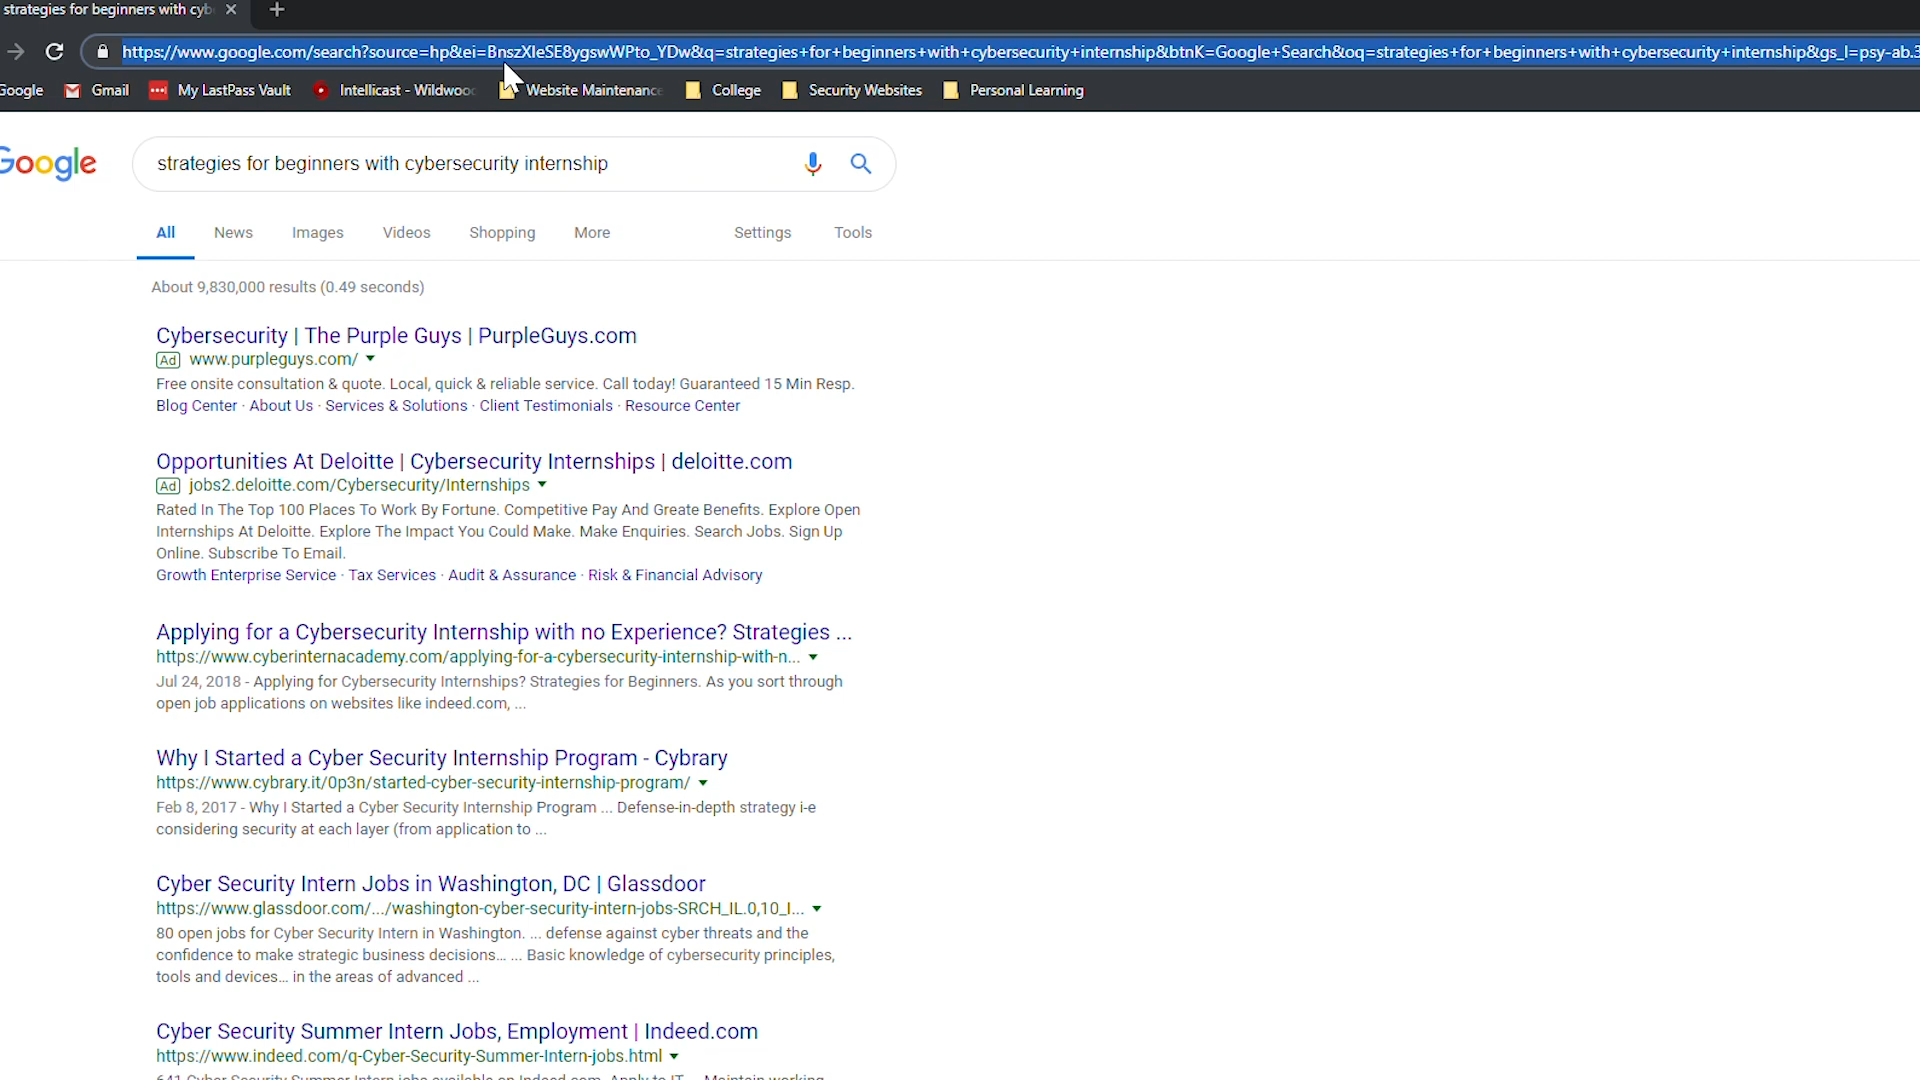 strategies for beginners with cyb
https://www.google.com/search?source=hp&ei=BnszXIeSE8ygswWPto_YDw&q=strategies+for+beginners+with+cybersecurity+internship&btnK=Google+Search&oq=strategies+for+beginners+with+cybersecurity+internship&gs_l=psy-ab.3
Google Gmail My LastPass Vault Intellicast - Wildwood Website Maintenance College Security Websites Personal Learning
Google strategies for beginners with cybersecurity internship
All News Images Videos Shopping More Settings Tools
About 9,830,000 results (0.49 seconds)
Cybersecurity | The Purple Guys | PurpleGuys.com
Ad www.purpleguys.com/
Free onsite consultation & quote. Local, quick & reliable service. Call today! Guaranteed 15 Min Resp.
Blog Center · About Us · Services & Solutions · Client Testimonials · Resource Center
Opportunities At Deloitte | Cybersecurity Internships | deloitte.com
Ad jobs2.deloitte.com/Cybersecurity/Internships
Rated In The Top 100 Places To Work By Fortune. Competitive Pay And Greate Benefits. Explore Open
Internships At Deloitte. Explore The Impact You Could Make. Make Enquiries. Search Jobs. Sign Up
Online. Subscribe To Email.
Growth Enterprise Service · Tax Services · Audit & Assurance · Risk & Financial Advisory
Applying for a Cybersecurity Internship with no Experience? Strategies ...
https://www.cyberinternacademy.com/applying-for-a-cybersecurity-internship-with-n...
Jul 24, 2018 - Applying for Cybersecurity Internships? Strategies for Beginners. As you sort through
open job applications on websites like indeed.com, ...
Why I Started a Cyber Security Internship Program - Cybrary
https://www.cybrary.it/0p3n/started-cyber-security-internship-program/
Feb 8, 2017 - Why I Started a Cyber Security Internship Program ... Defense-in-depth strategy i-e
considering security at each layer (from application to ...
Cyber Security Intern Jobs in Washington, DC | Glassdoor
https://www.glassdoor.com/.../washington-cyber-security-intern-jobs-SRCH_IL.0,10_I...
80 open jobs for Cyber Security Intern in Washington. ... defense against cyber threats and the
confidence to make strategic business decisions... ... Basic knowledge of cybersecurity principles,
tools and devices... in the areas of advanced ...
Cyber Security Summer Intern Jobs, Employment | Indeed.com
https://www.indeed.com/q-Cyber-Security-Summer-Intern-jobs.html
641 Cyber Security Summer Intern jobs available on Indeed.com. Apply to IT